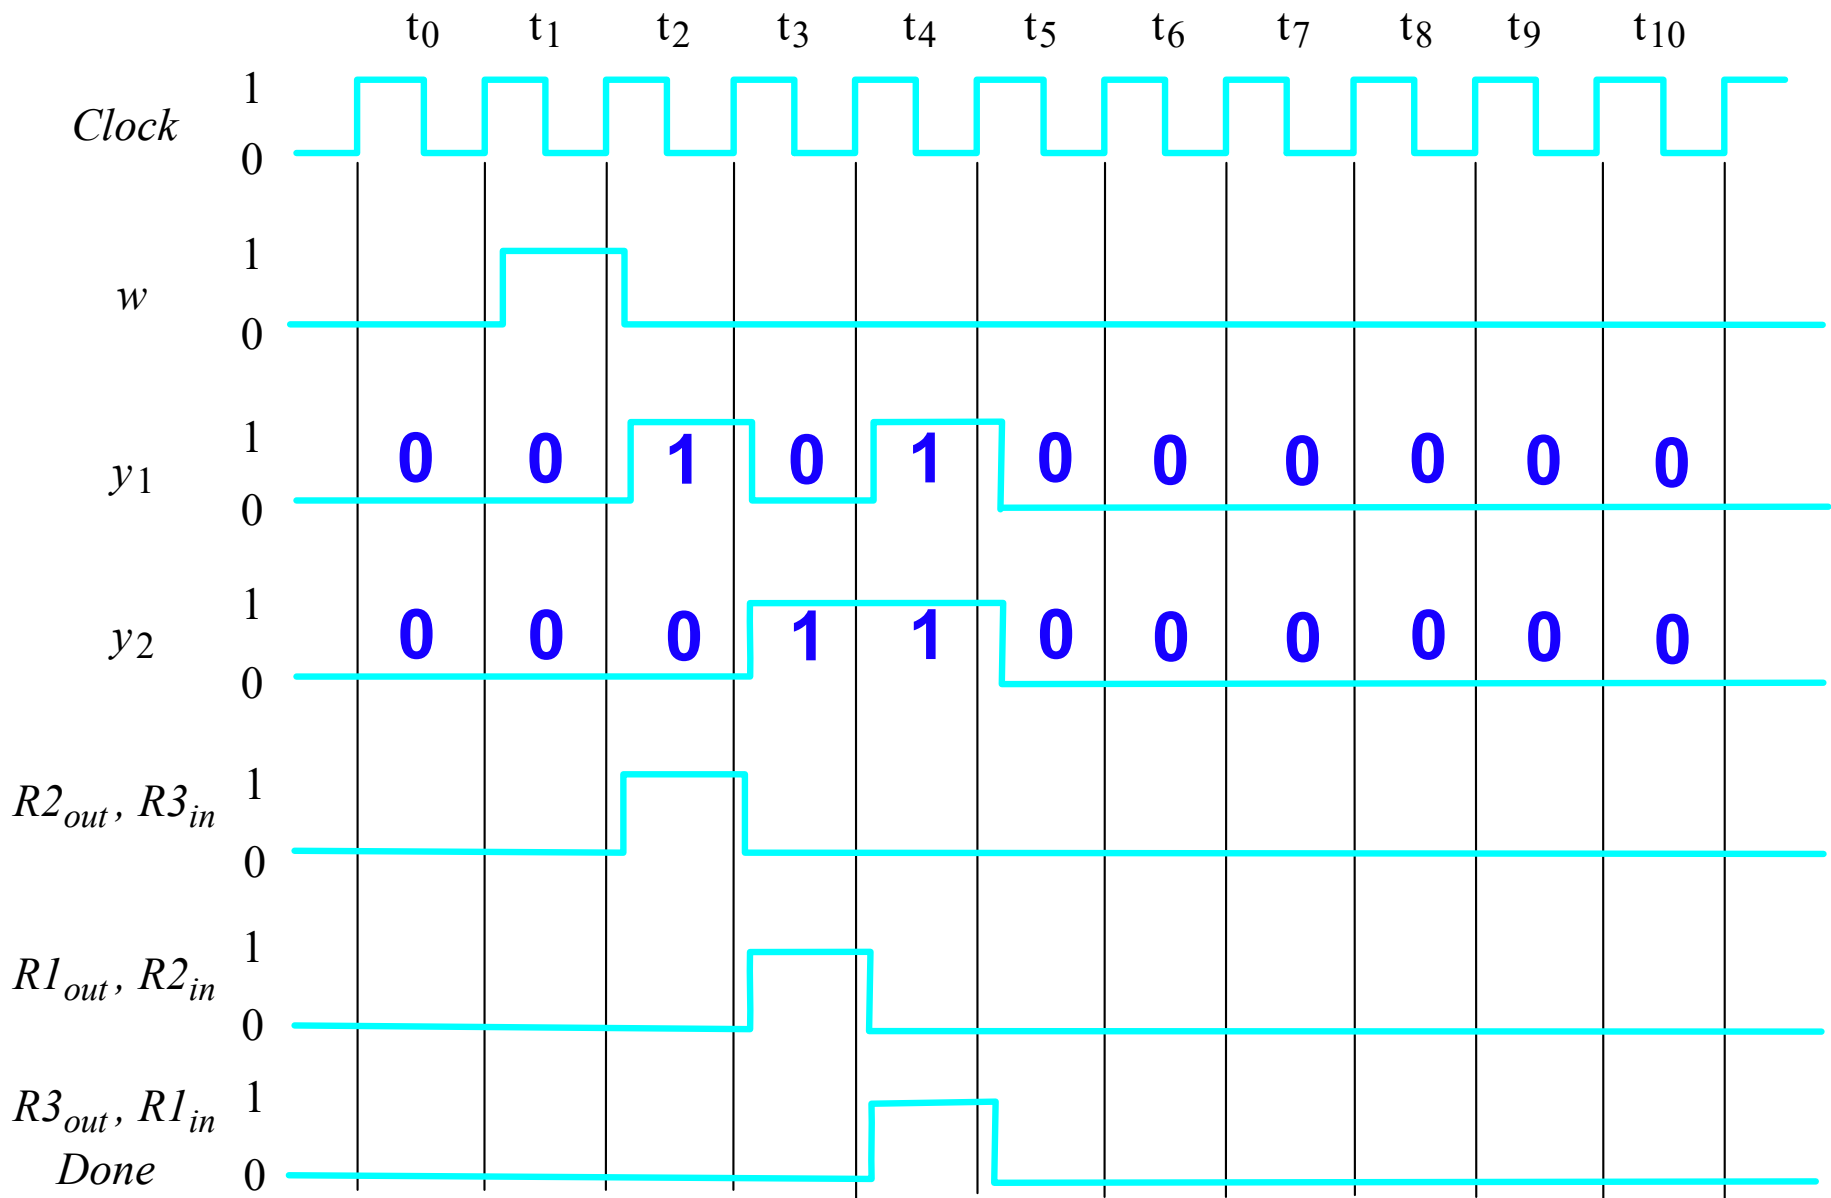 t0 t1 t2 t3 t4 t5 t6 t7 t8 t9 t10
1
Clock
0
1
w
0
1
y1 0 0 1 0 1 0 0 0 0 0 0
0
1
y2 0 0 0 1 1 0 0 0 0 0 0
0
1
R2out , R3in
0
1
R1out , R2in
0
1
R3out , R1in
Done 0